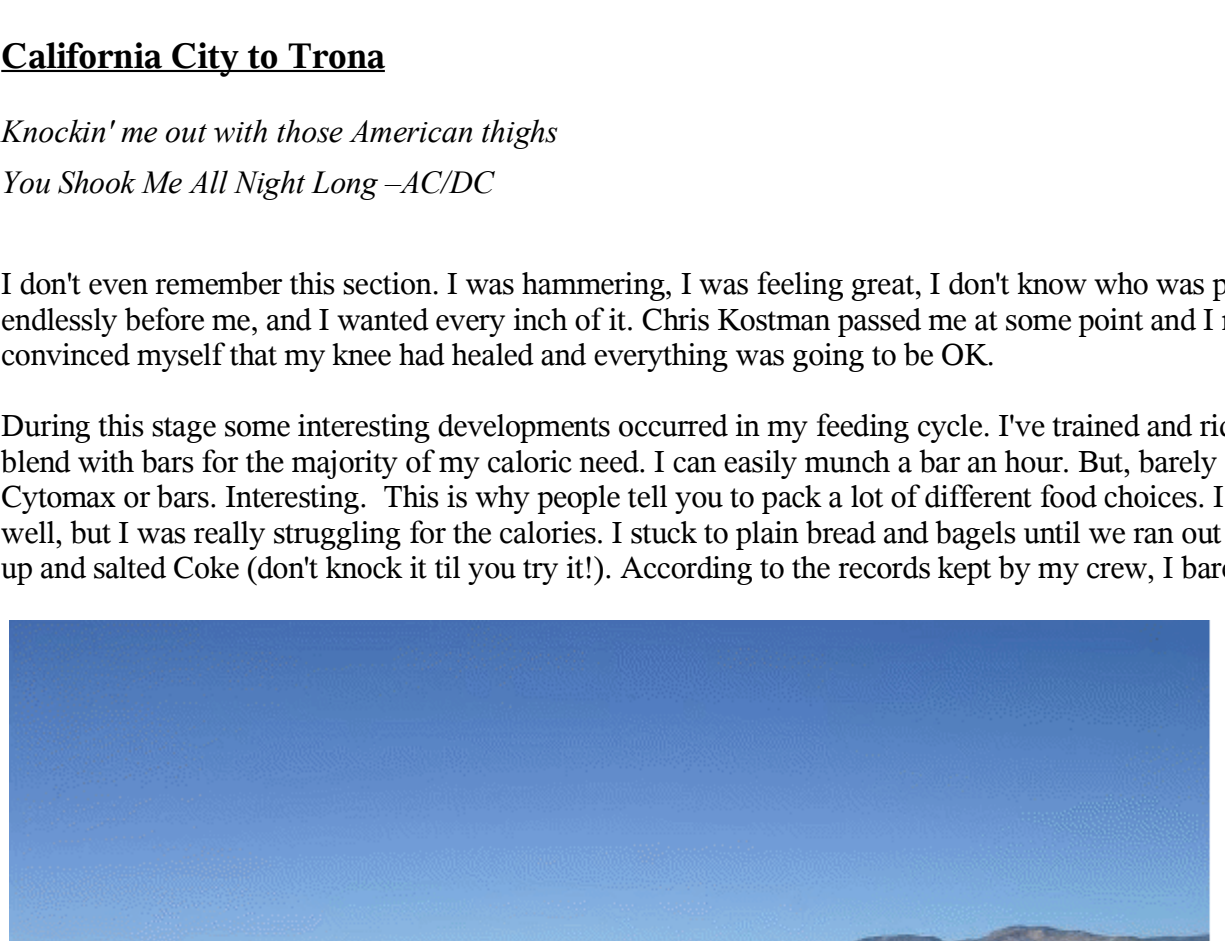 California City to Trona
Knockin' me out with those American thighs
You Shook Me All Night Long –AC/DC
I don't even remember this section. I was hammering, I was feeling great, I don't know who was
endlessly before me, and I wanted every inch of it. Chris Kostman passed me at some point and I
convinced myself that my knee had healed and everything was going to be OK.
During this stage some interesting developments occurred in my feeding cycle. I've trained and
blend with bars for the majority of my caloric need. I can easily munch a bar an hour. But, barely
Cytomax or bars. Interesting.  This is why people tell you to pack a lot of different food choices. I
well, but I was really struggling for the calories. I stuck to plain bread and bagels until we ran out
up and salted Coke (don't knock it til you try it!). According to the records kept by my crew, I